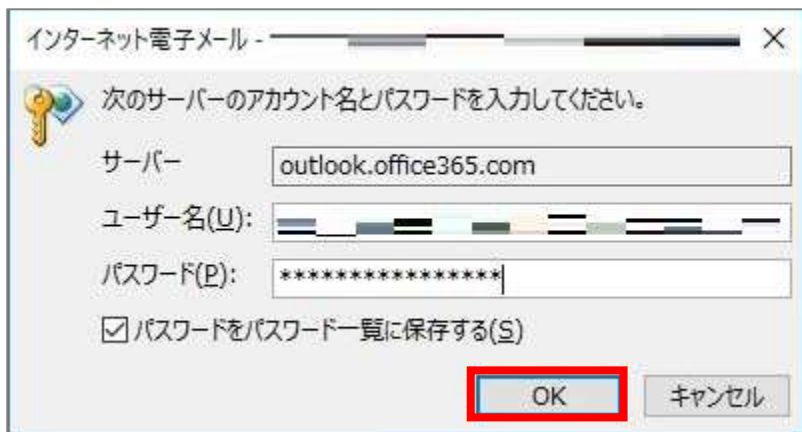 インターネット電子メール -
次のサーバーのアカウント名とパスワードを入力してください。
サーバー outlook.office365.com
ユーザー名(U):
パスワード(P): ****************
パスワードをパスワード一覧に保存する(S)
OK キャンセル